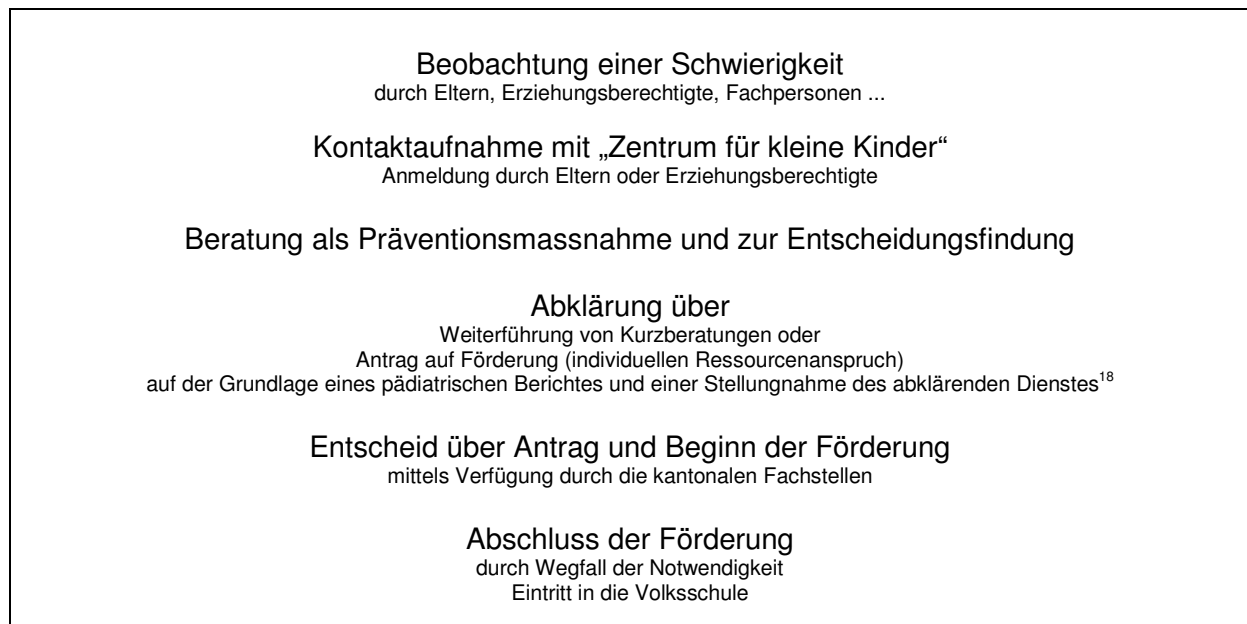 Beobachtung einer Schwierigkeit
durch Eltern, Erziehungsberechtigte, Fachpersonen ...
Kontaktaufnahme mit „Zentrum für kleine Kinder“
Anmeldung durch Eltern oder Erziehungsberechtigte
Beratung als Präventionsmassnahme und zur Entscheidungsfindung
Abklärung über
Weiterführung von Kurzberatungen oder
Antrag auf Förderung (individuellen Ressourcenanspruch)
auf der Grundlage eines pädiatrischen Berichtes und einer Stellungnahme des abklärenden Dienstes18
Entscheid über Antrag und Beginn der Förderung
mittels Verfügung durch die kantonalen Fachstellen
Abschluss der Förderung
durch Wegfall der Notwendigkeit
Eintritt in die Volksschule